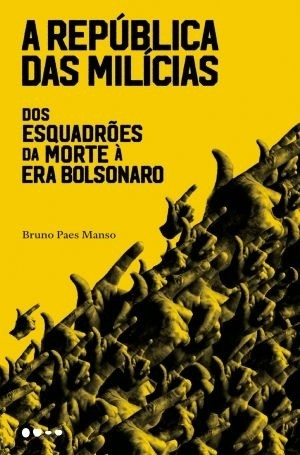 A REPÚBLICA
DAS MILÍCIAS
DOS
ESQUADRÕES
DA MORTE À
ERA BOLSONARO
Bruno Paes Manso